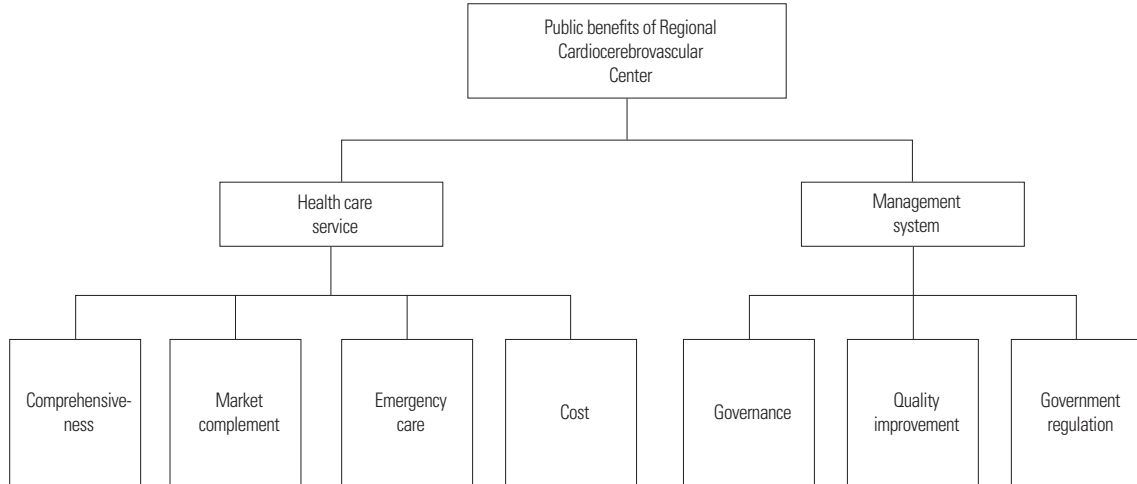 Public benefits of Regional
Cardiocerebrovascular
Center
Health care
service
Management
system
Comprehensive-
ness
Market
complement
Emergency
care
Cost
Governance
Quality
improvement
Government
regulation